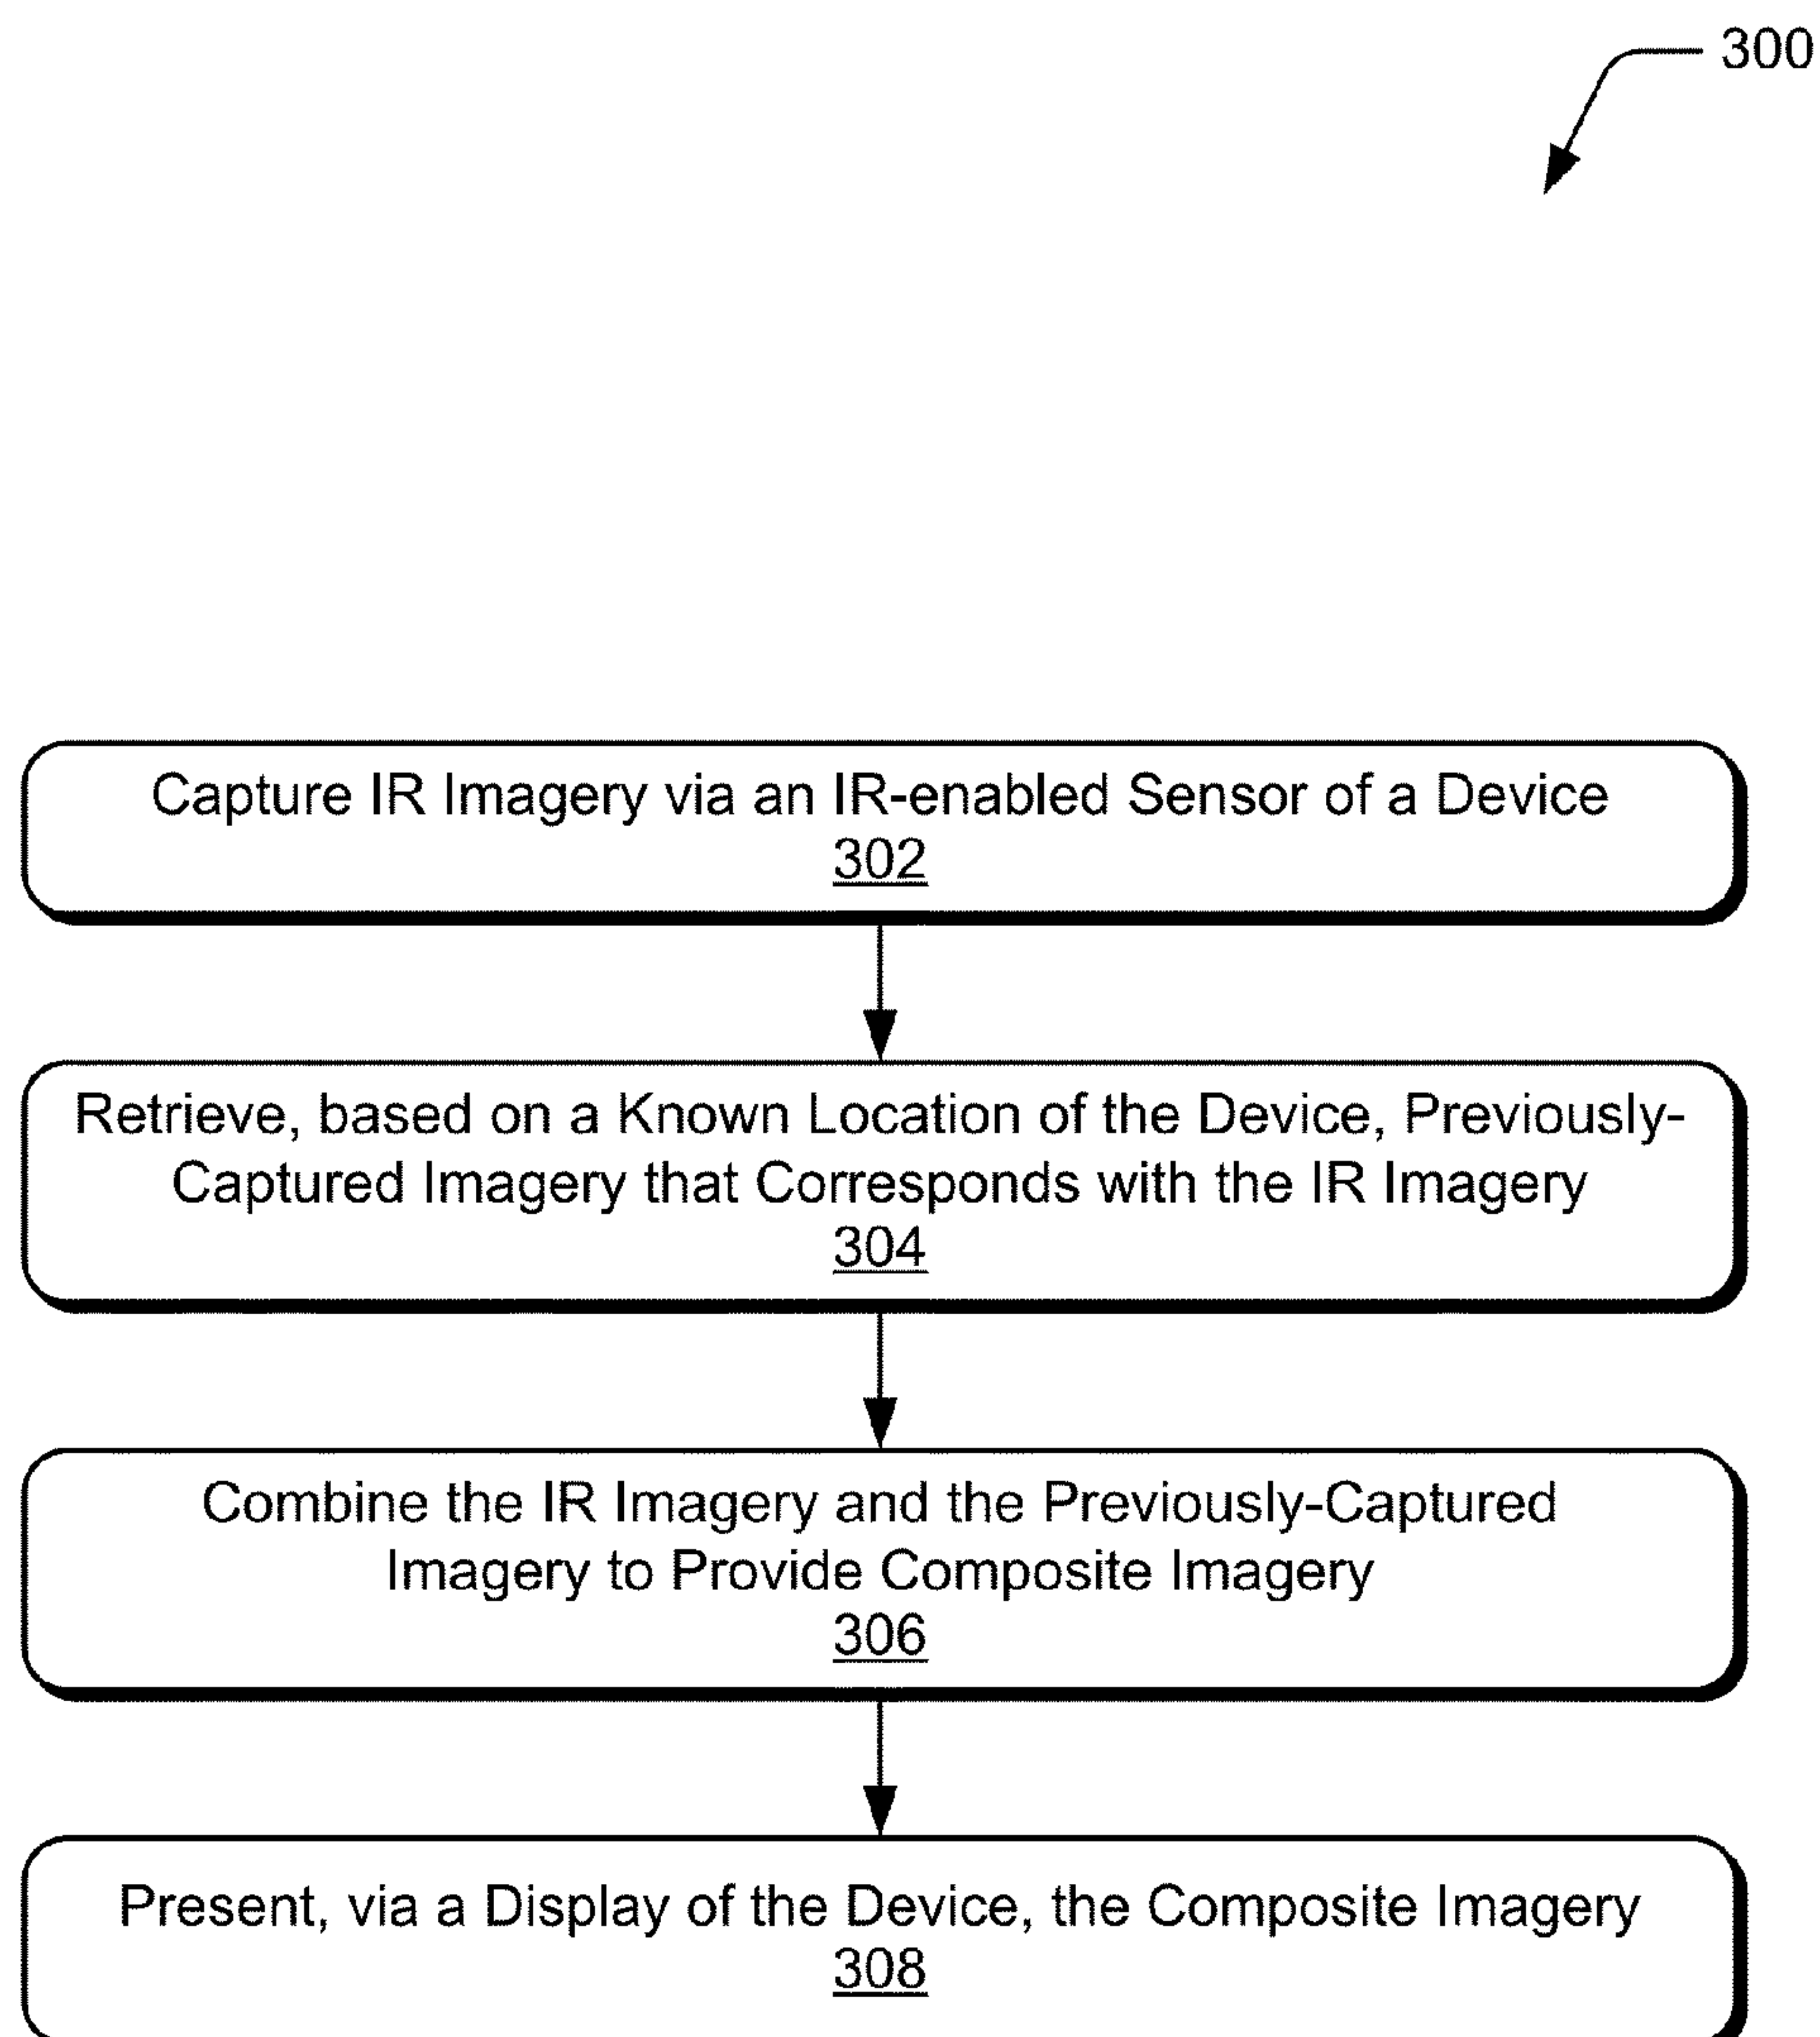 300
Capture IR Imagery via an IR-enabled Sensor of a Device
302
Retrieve, based on a Known Location of the Device, Previously-
Captured Imagery that Corresponds with the IR Imagery
304
Combine the IR Imagery and the Previously-Captured
Imagery to Provide Composite Imagery
306
Present, via a Display of the Device, the Composite Imagery
308